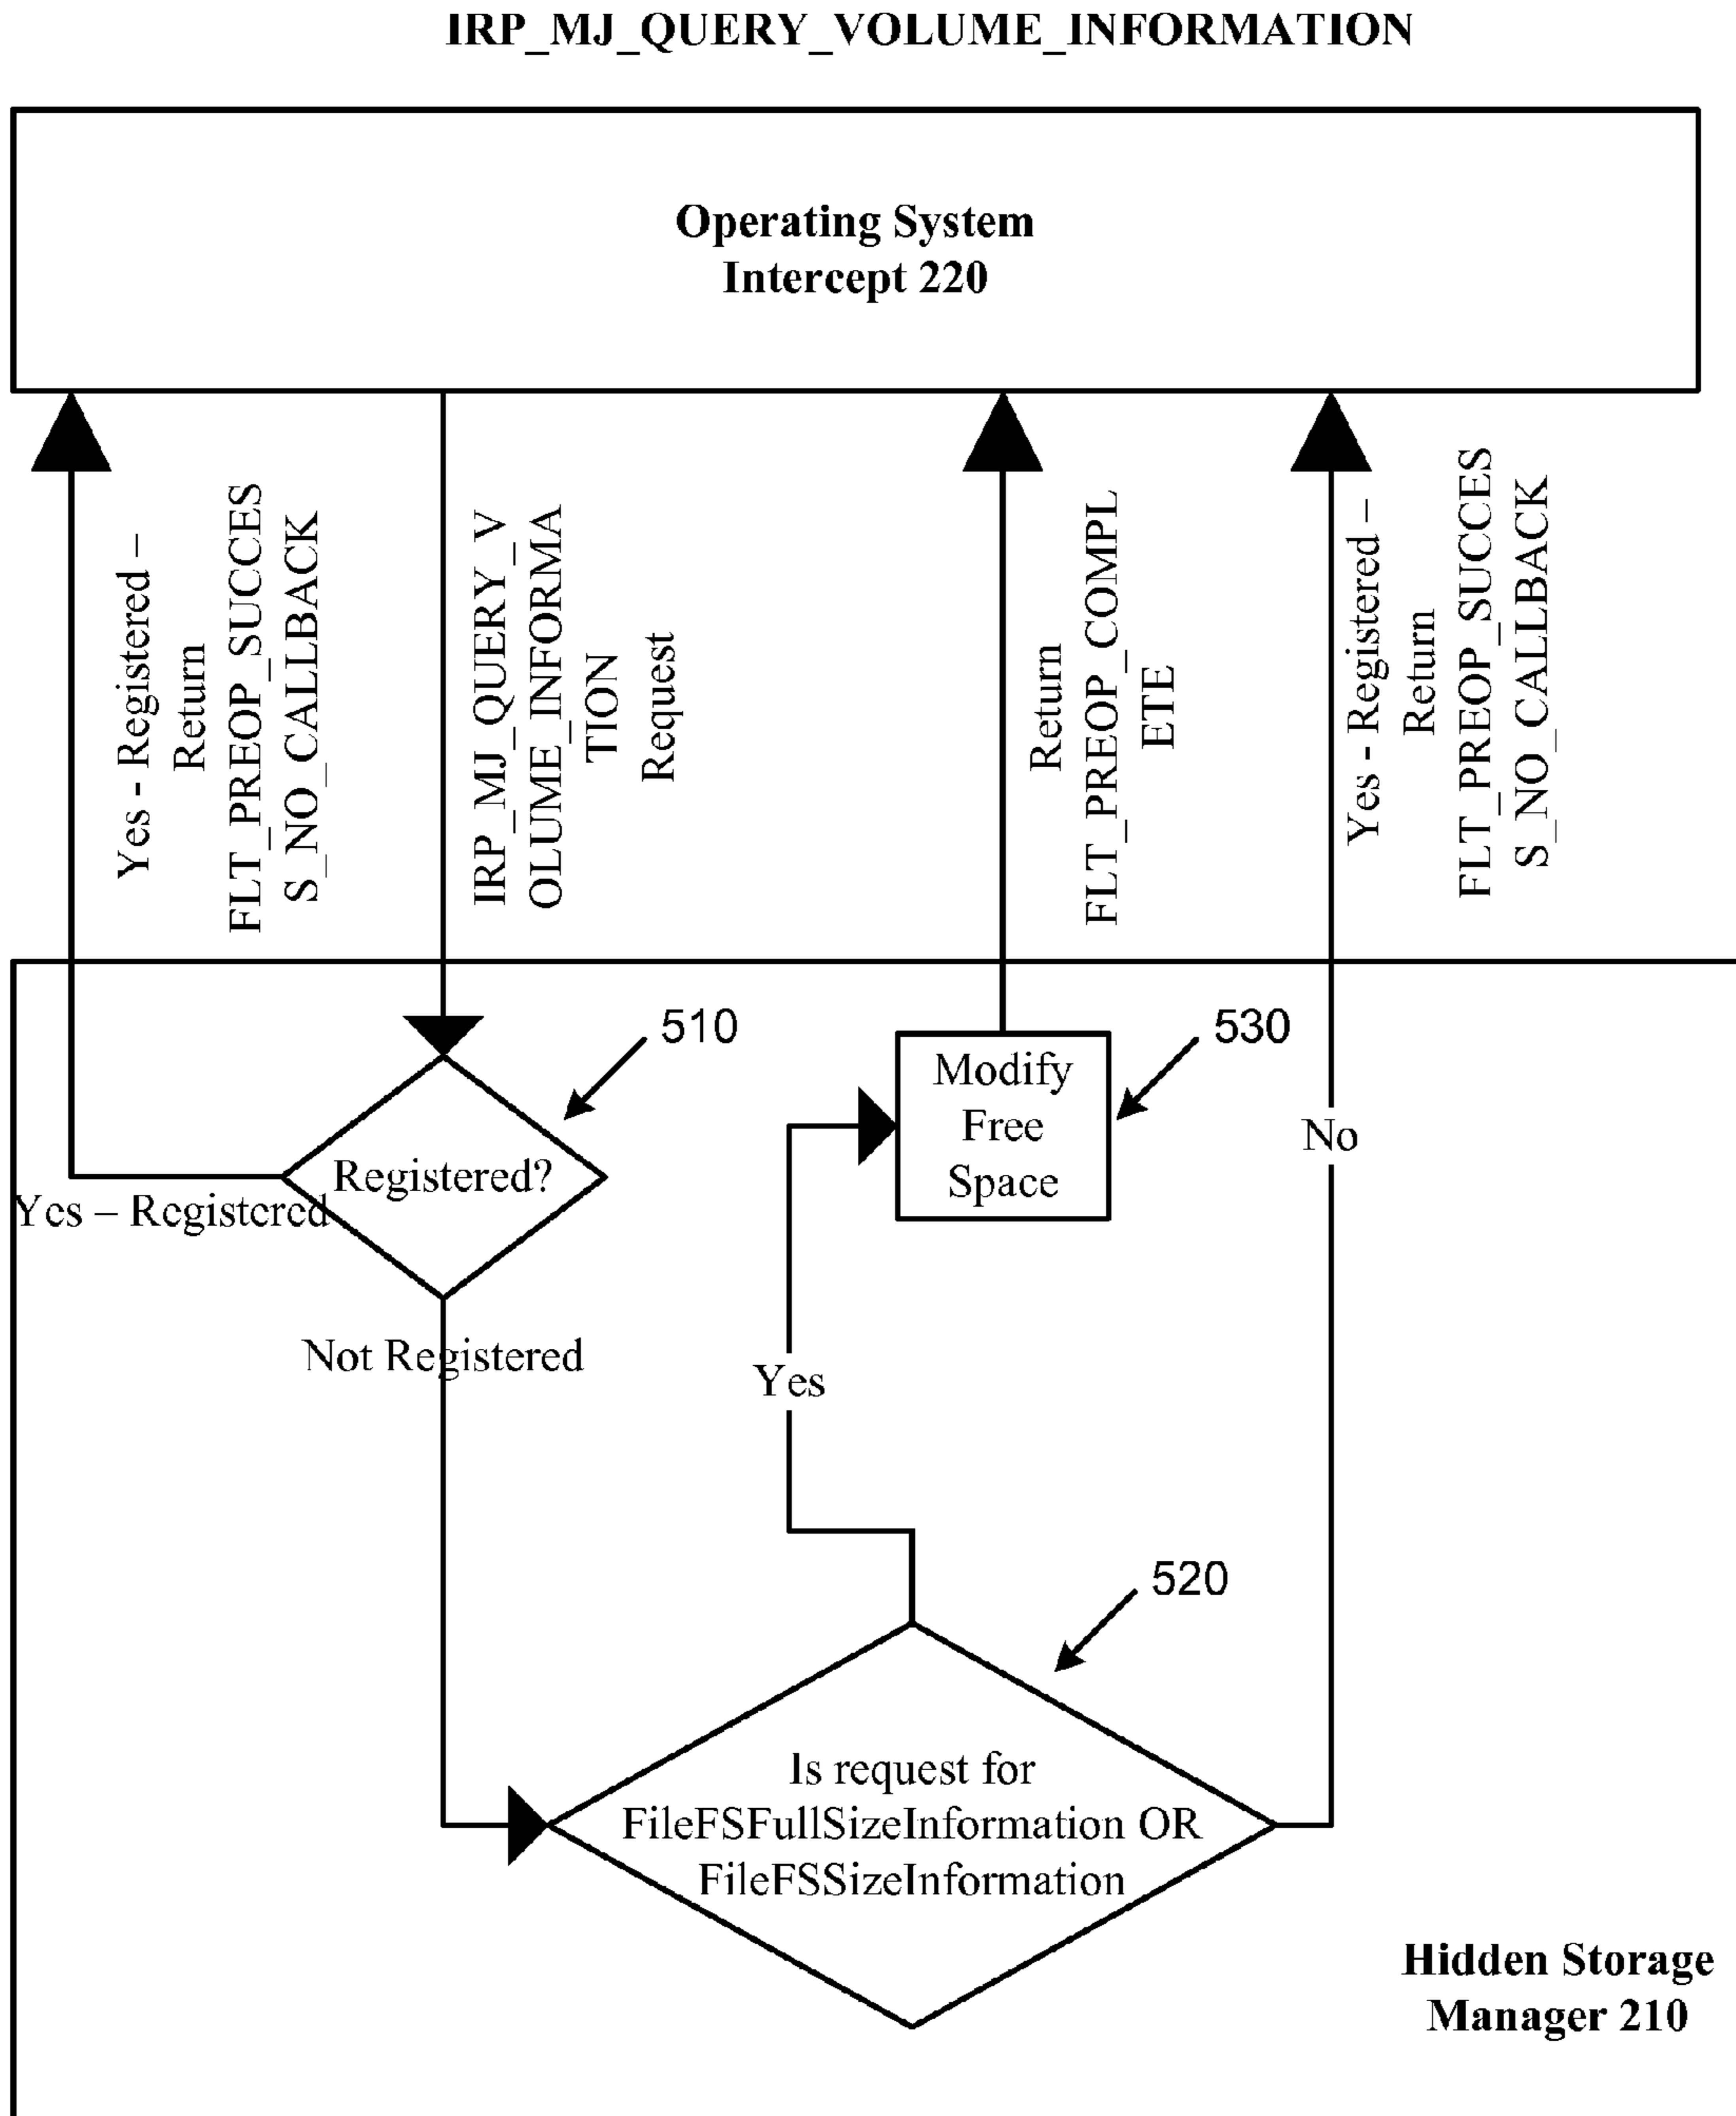 IRP_MJ_QUERY_VOLUME_INFORMATION
Operating System
Intercept 220
Yes - Registered –
Return
FLT_PREOP_SUCCES
S_NO_CALLBACK
IRP_MJ_QUERY_V
OLUME_INFORMA
TION
Request
Return
FLT_PREOP_COMPL
ETE
Yes - Registered –
Return
FLT_PREOP_SUCCES
S_NO_CALLBACK
510
530
Modify
Free
Space
No
Registered?
Yes – Registered
Not Registered
Yes
520
Is request for
FileFSFullSizeInformation OR
FileFSSizeInformation
Hidden Storage
Manager 210